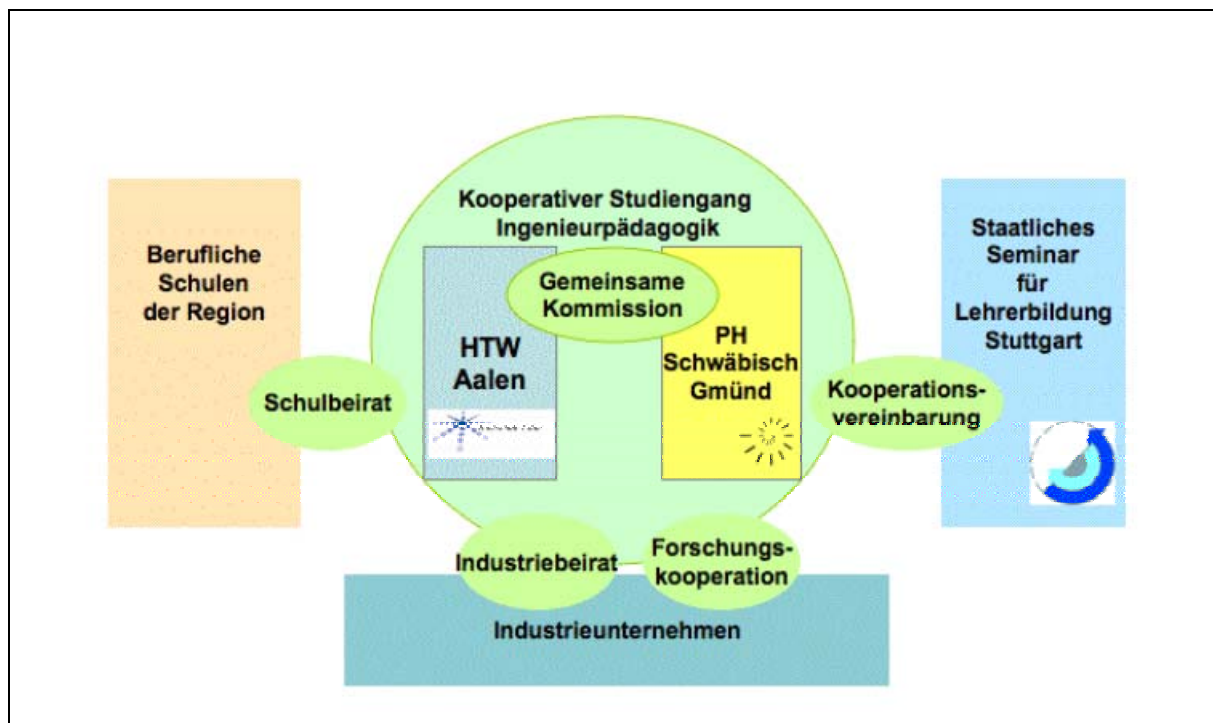 Kooperativer Studiengang
Ingenieurpädagogik
Berufliche
Schulen
der Region
Staatliches
Seminar
für
Lehrerbildung
Stuttgart
Gemeinsame
Kommission
HTW
Aalen
PH
Schwäbisch
Gmünd
Schulbeirat
Kooperations-
vereinbarung
Industriebeirat
Forschungs-
kooperation
Industrieunternehmen